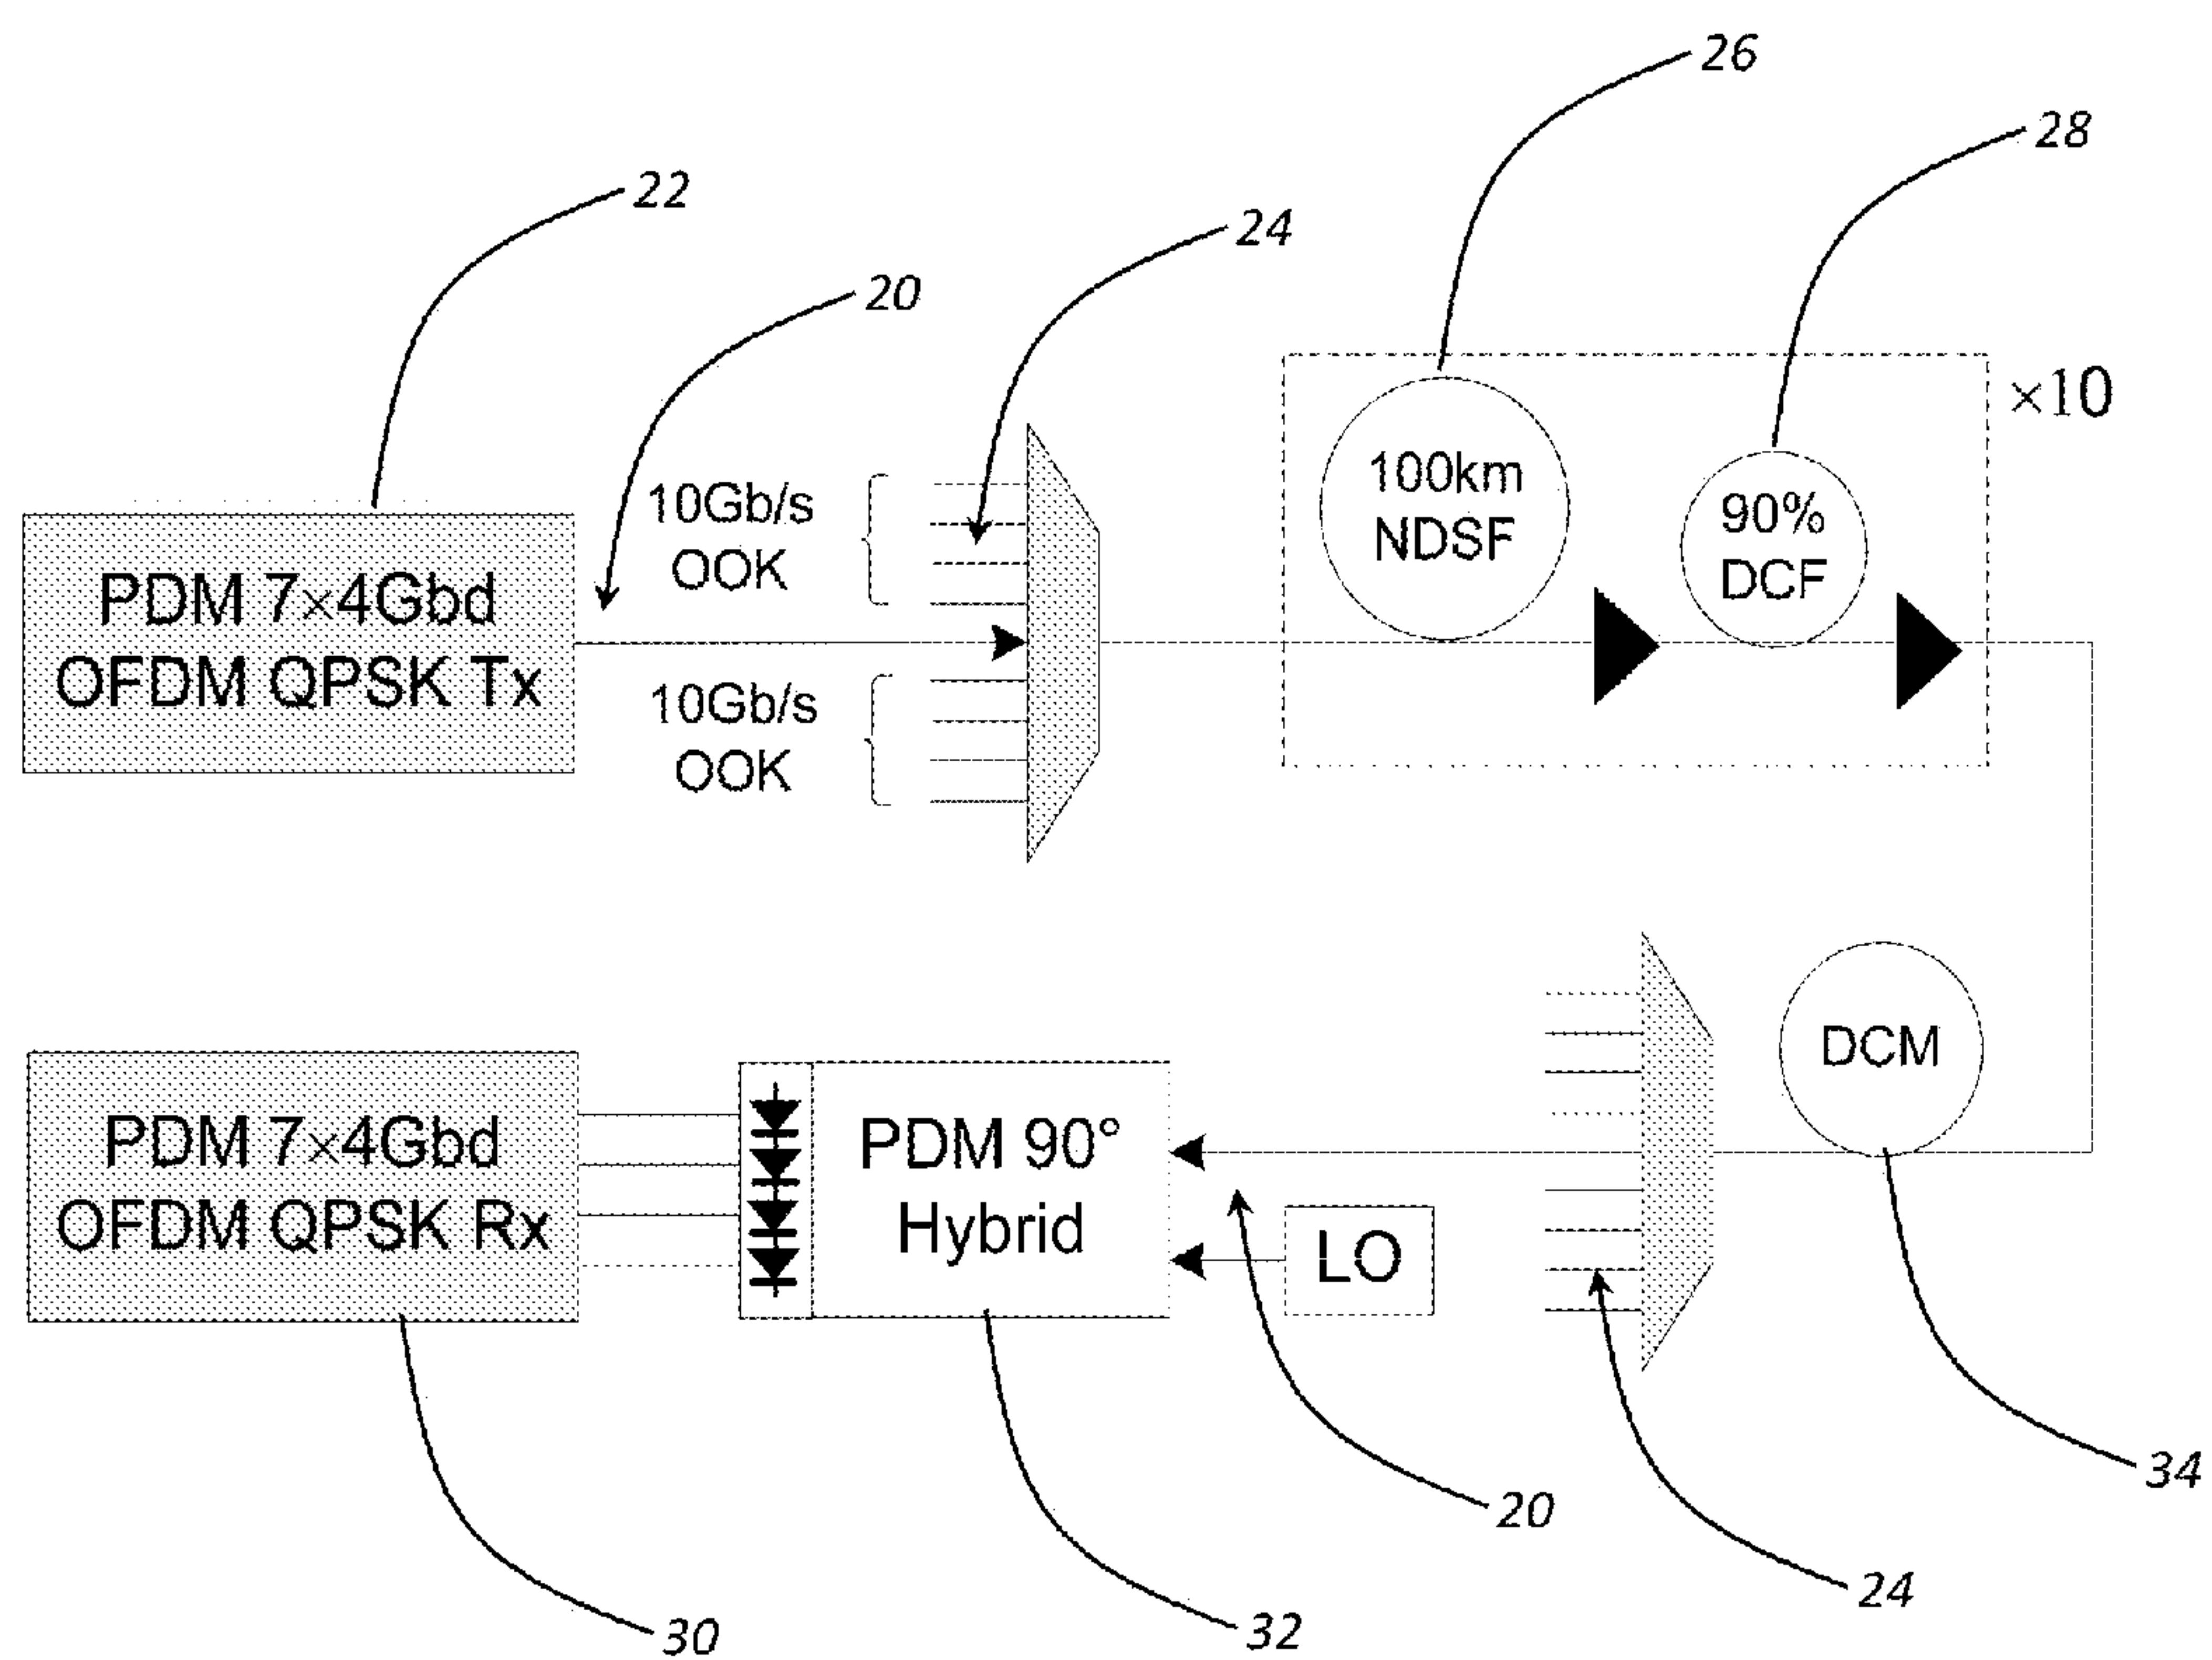 26
28
22
24
20
×10
100km
NDSF
90%
DCF
10Gb/s
OOK
PDM 7×4Gbd
OFDM QPSK Tx
10Gb/s
OOK
DCM
PDM 7×4Gbd
OFDM QPSK Rx
PDM 90°
Hybrid
LO
34
20
24
30
32